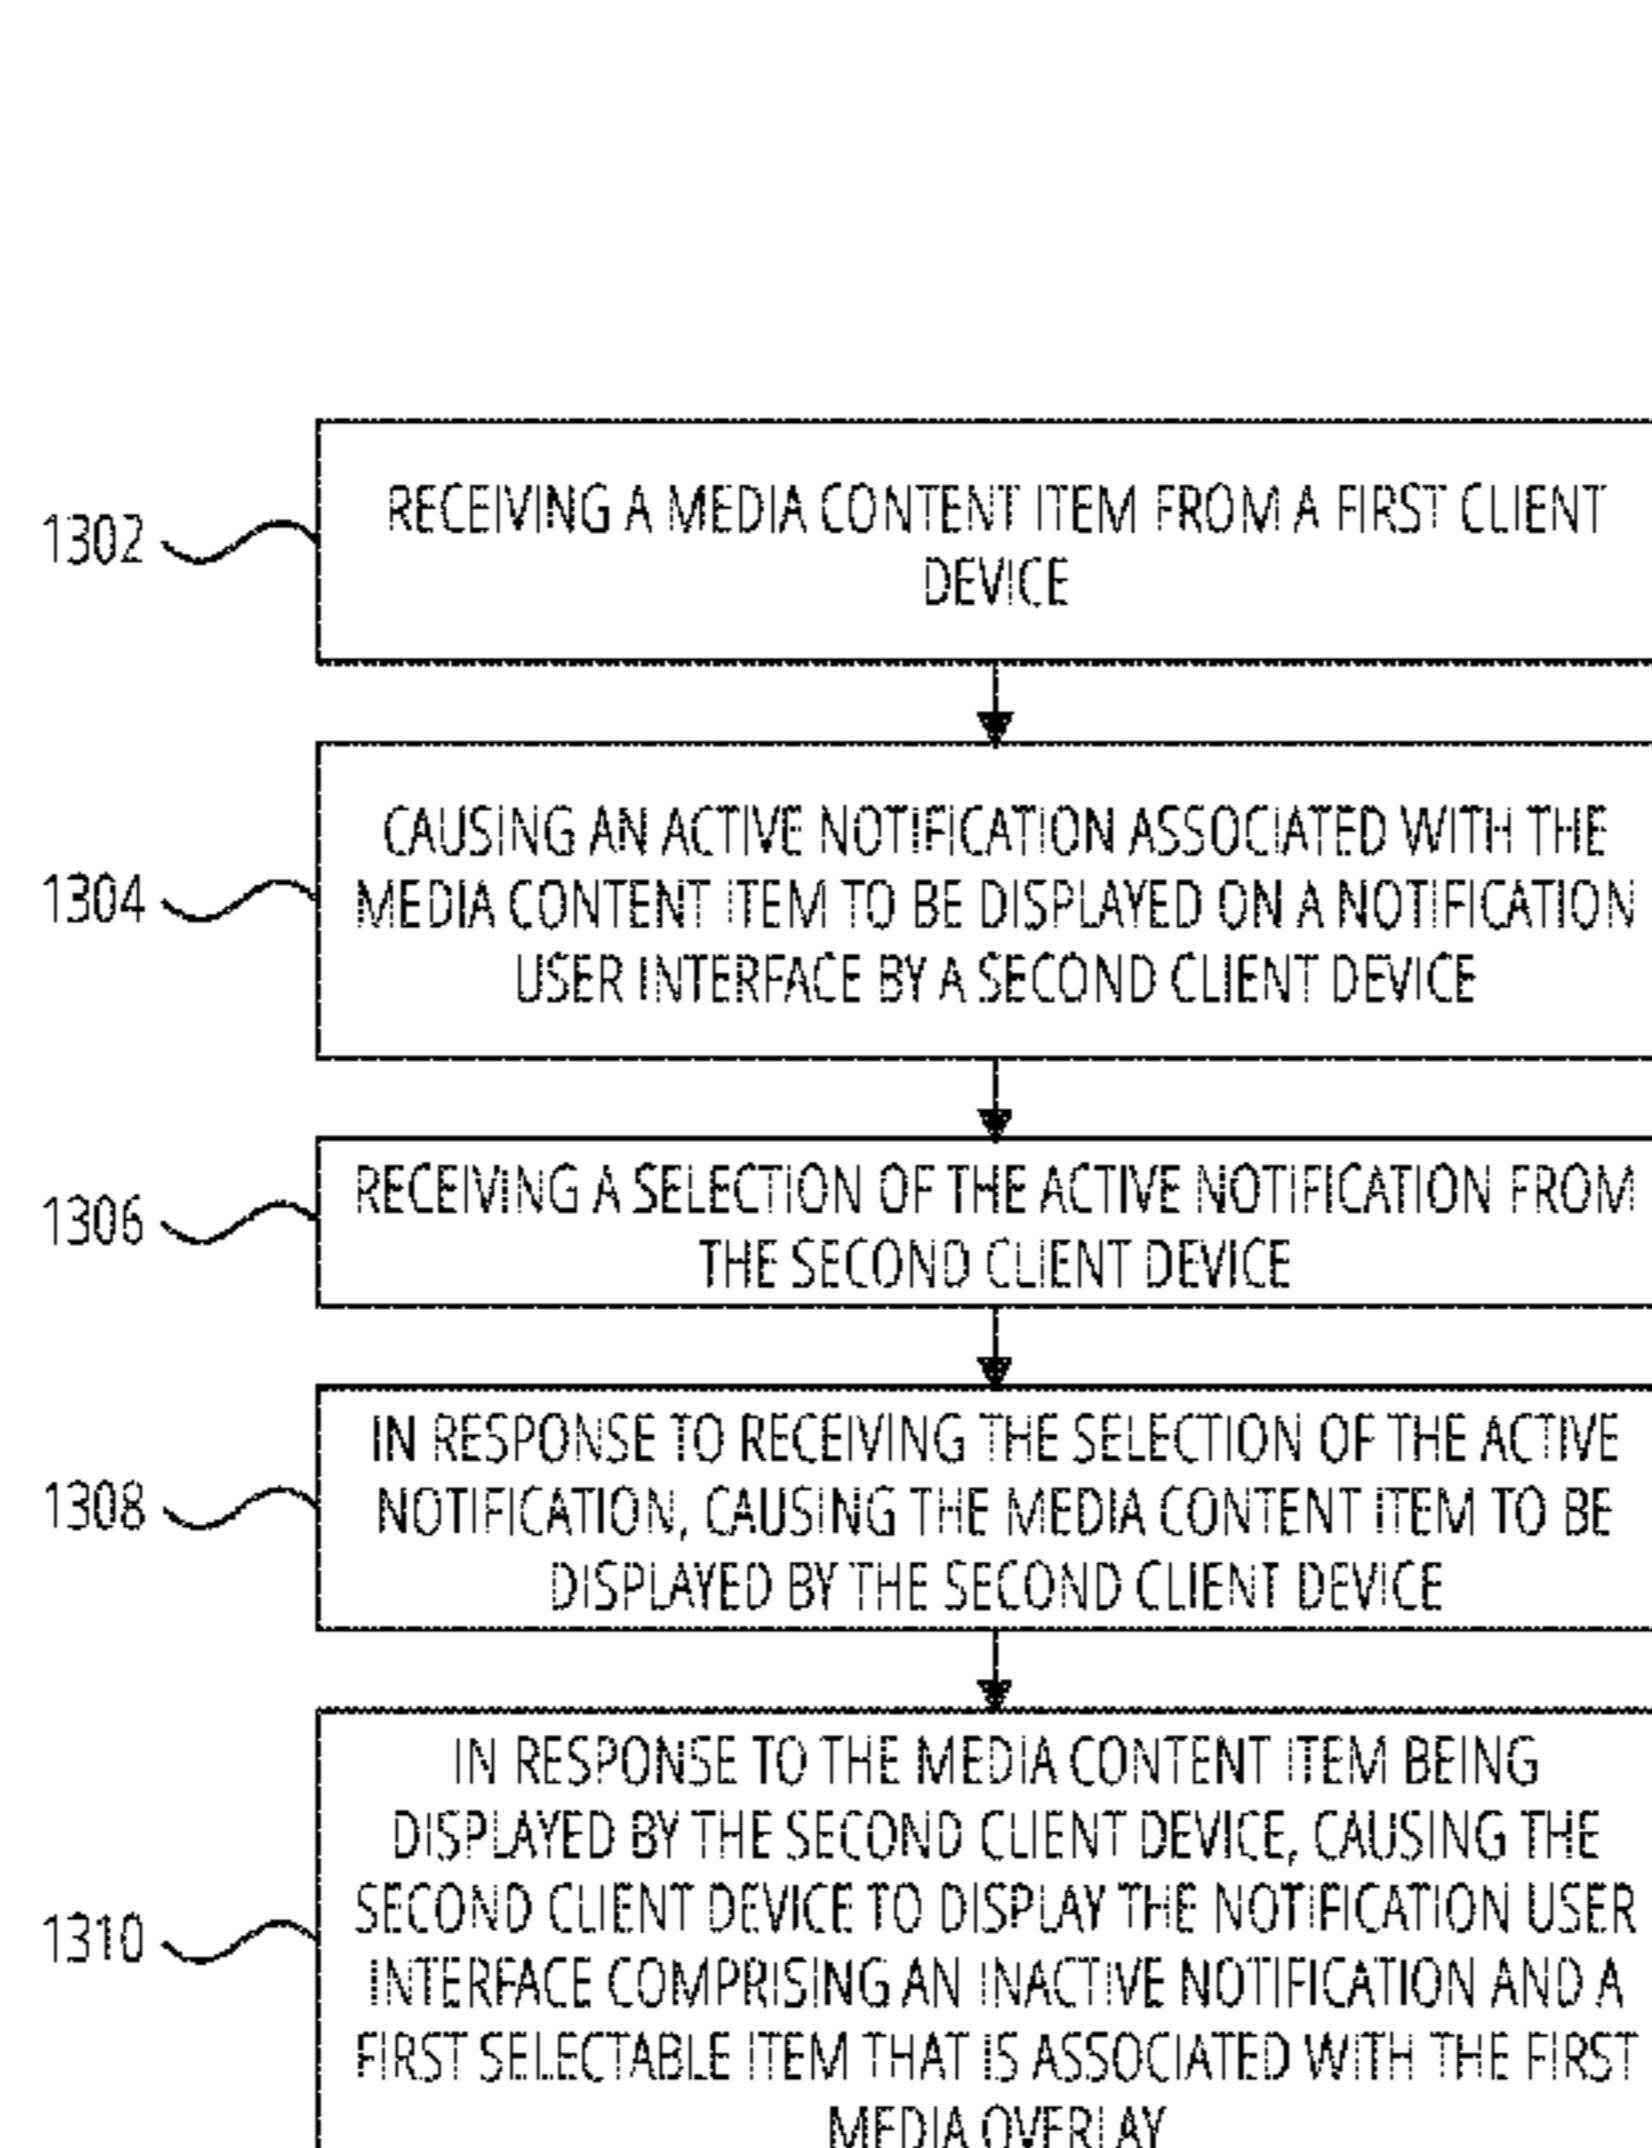 1302
RECEIVING A MEDIA CONTENT ITEM FROM A FIRST CLIENT
DEVICE
1304
CAUSING AN ACTIVE NOTIFICATION ASSOCIATED WITH THE
MEDIA CONTENT ITEM TO BE DISPLAYED ON A NOTIFICATION
USER INTERFACE BY A SECOND CLIENT DEVICE
1306
RECEIVING A SELECTION OF THE ACTIVE NOTIFICATION FROM
THE SECOND CLIENT DEVICE
1308
IN RESPONSE TO RECEIVING THE SELECTION OF THE ACTIVE
NOTIFICATION, CAUSING THE MEDIA CONTENT ITEM TO BE
DISPLAYED BY THE SECOND CLIENT DEVICE
1310
IN RESPONSE TO THE MEDIA CONTENT ITEM BEING
DISPLAYED BY THE SECOND CLIENT DEVICE, CAUSING THE
SECOND CLIENT DEVICE TO DISPLAY THE NOTIFICATION USER
INTERFACE COMPRISING AN INACTIVE NOTIFICATION AND A
FIRST SELECTABLE ITEM THAT IS ASSOCIATED WITH THE FIRST
MEDIA OVERLAY